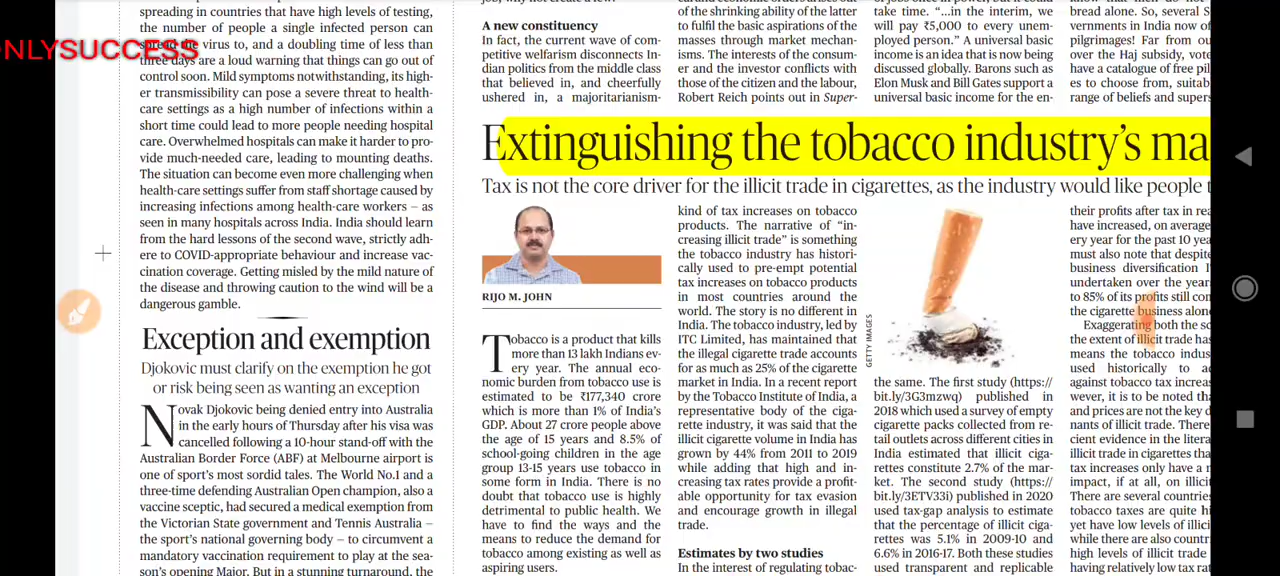 spreading in countries that have high levels of testing,
the number of people a single infected person can
spread the virus to, and a doubling time of less than
three days are a loud warning that things can go out of
control soon. Mild symptoms notwithstanding, its high-
er transmissibility can pose a severe threat to health-
care settings as a high number of infections within a
short time could lead to more people needing hospital
care. Overwhelmed hospitals can make it harder to pro-
vide much-needed care, leading to mounting deaths.
The situation can become even more challenging when
health-care settings suffer from staff shortage caused by
increasing infections among health-care workers – as
seen in many hospitals across India. India should learn
from the hard lessons of the second wave, strictly adh-
ere to COVID-appropriate behaviour and increase vac-
cination coverage. Getting misled by the mild nature of
the disease and throwing caution to the wind will be a
dangerous gamble.
ONLYSUCCESS
Exception and exemption
Djokovic must clarify on the exemption he got
or risk being seen as wanting an exception
Novak Djokovic being denied entry into Australia
in the early hours of Thursday after his visa was
cancelled following a 10-hour stand-off with the
Australian Border Force (ABF) at Melbourne airport is
one of sport's most sordid tales. The World No.1 and a
three-time defending Australian Open champion, also a
vaccine sceptic, had secured a medical exemption from
the Victorian State government and Tennis Australia –
the sport's national governing body – to circumvent a
mandatory vaccination requirement to play at the sea-
son's opening Major. But in a stunning turnaround, the
A new constituency
In fact, the current wave of com-
petitive welfarism disconnects In-
dian politics from the middle class
that believed in, and cheerfully
ushered in, a majoritarianism-
of the shrinking ability of the latter
to fulfil the basic aspirations of the
masses through market mechan-
isms. The interests of the consum-
er and the investor conflicts with
those of the citizen and the labour,
Robert Reich points out in Super-
take time. "...in the interim, we
will pay ₹5,000 to every unem-
ployed person." A universal basic
income is an idea that is now being
discussed globally. Barons such as
Elon Musk and Bill Gates support a
universal basic income for the en-
bread alone. So, several S
vernments in India now of
pilgrimages! Far from ou
over the Haj subsidy, vote
have a catalogue of free pil
es to choose from, suitab
range of beliefs and supers
Extinguishing the tobacco industry's ma
Tax is not the core driver for the illicit trade in cigarettes, as the industry would like people t
RIJO M. JOHN
Tobacco is a product that kills
more than 13 lakh Indians ev-
ery year. The annual eco-
nomic burden from tobacco use is
estimated to be ₹177,340 crore
which is more than 1% of India's
GDP. About 27 crore people above
the age of 15 years and 8.5% of
school-going children in the age
group 13-15 years use tobacco in
some form in India. There is no
doubt that tobacco use is highly
detrimental to public health. We
have to find the ways and the
means to reduce the demand for
tobacco among existing as well as
aspiring users.
kind of tax increases on tobacco
products. The narrative of "in-
creasing illicit trade" is something
the tobacco industry has histori-
cally used to pre-empt potential
tax increases on tobacco products
in most countries around the
world. The story is no different in
India. The tobacco industry, led by
ITC Limited, has maintained that
the illegal cigarette trade accounts
for as much as 25% of the cigarette
market in India. In a recent report
by the Tobacco Institute of India, a
representative body of the ciga-
rette industry, it was said that the
illicit cigarette volume in India has
grown by 44% from 2011 to 2019
while adding that high and in-
creasing tax rates provide a profit-
able opportunity for tax evasion
and encourage growth in illegal
trade.
Estimates by two studies
In the interest of regulating tobac-
GETTY IMAGES
the same. The first study (https://
bit.ly/3G3mzwq) published in
2018 which used a survey of empty
cigarette packs collected from re-
tail outlets across different cities in
India estimated that illicit ciga-
rettes constitute 2.7% of the mar-
ket. The second study (https://
bit.ly/3ETV33i) published in 2020
used tax-gap analysis to estimate
that the percentage of illicit ciga-
rettes was 5.1% in 2009-10 and
6.6% in 2016-17. Both these studies
used transparent and replicable
their profits after tax in rea
have increased, on average
ery year for the past 10 yea
must also note that despit
business diversification I
undertaken over the year
to 85% of its profits still con
the cigarette business alon
Exaggerating both the sc
the extent of illicit trade ha
means the tobacco indus
used historically to ac
against tobacco tax increa
wever, it is to be noted tha
and prices are not the key d
nants of illicit trade. There
cient evidence in the litera
illicit trade in cigarettes tha
tax increases only have a m
impact, if at all, on illicit
There are several countrie
tobacco taxes are quite hi
yet have low levels of illici
while there are also countr
high levels of illicit trade
having relatively low tax rat